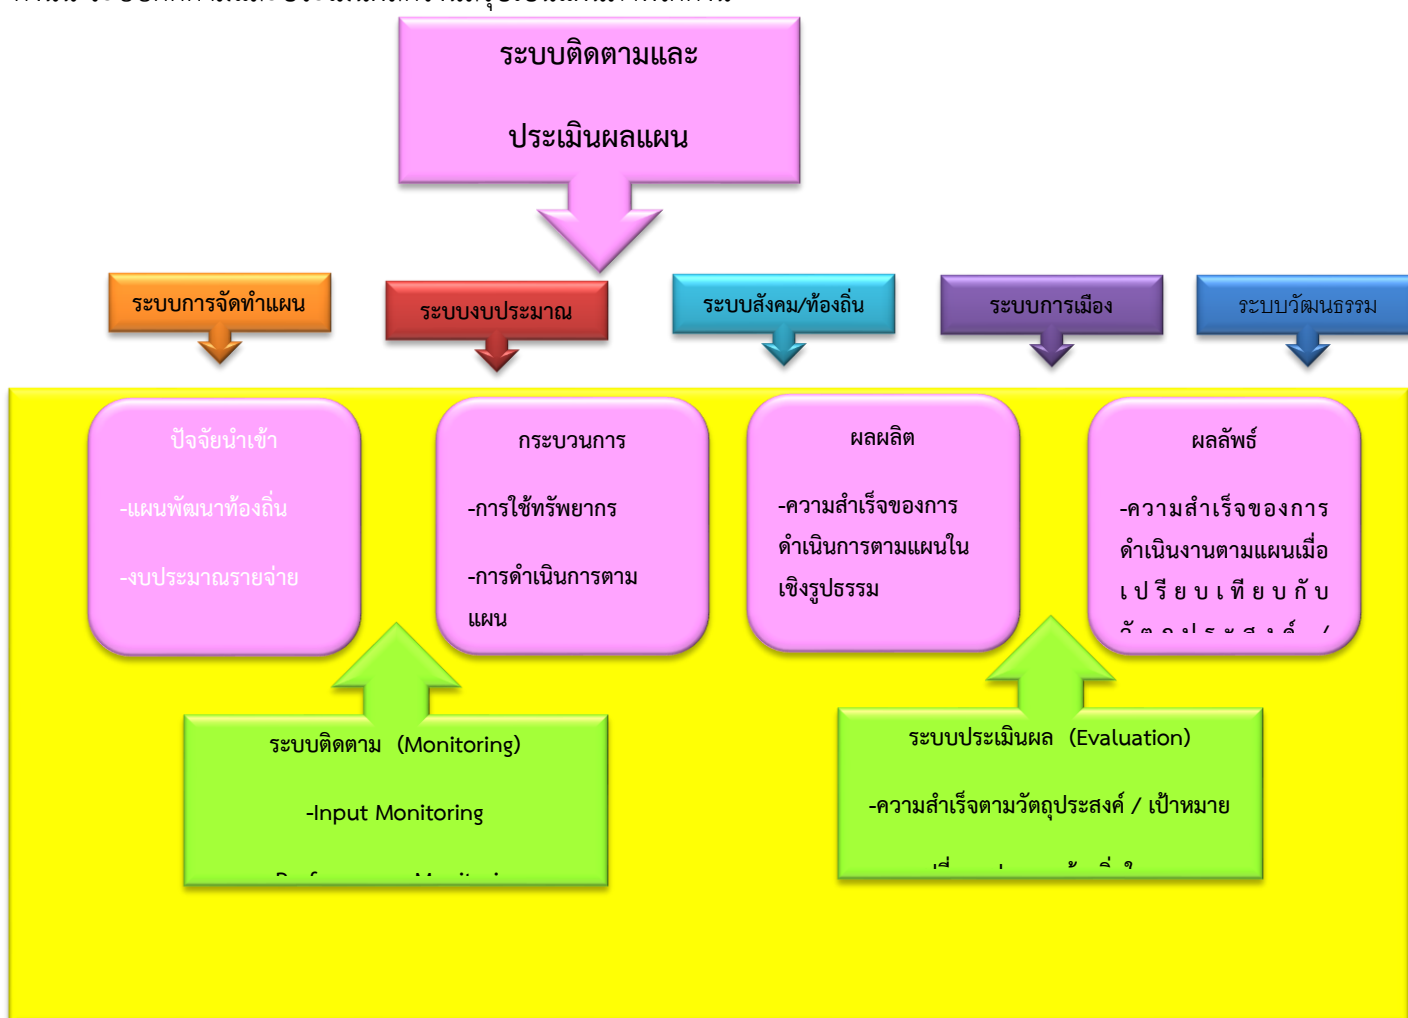 ระบบติดตามและ
ประเมินผลแผน
ระบบการจัดทำแผน
ระบบงบประมาณ
ระบบสังคม/ท้องถิ่น
ระบบการเมือง
ระบบวัฒนธรรม
ปัจจัยนำเข้า
-แผนพัฒนาท้องถิ่น
-งบประมาณรายจ่าย
กระบวนการ
-การใช้ทรัพยากร
-การดำเนินการตาม
แผน
ผลผลิต
-ความสำเร็จของการ
ดำเนินการตามแผนใน
เชิงรูปธรรม
ผลลัพธ์
-ความสำเร็จของการ
ดำเนินงานตามแผนเมื่อ
เปรียบเทียบกับ
วัตถุประสงค์ /
ระบบติดตาม (Monitoring)
-Input Monitoring
ระบบประเมินผล (Evaluation)
-ความสำเร็จตามวัตถุประสงค์ / เป้าหมาย